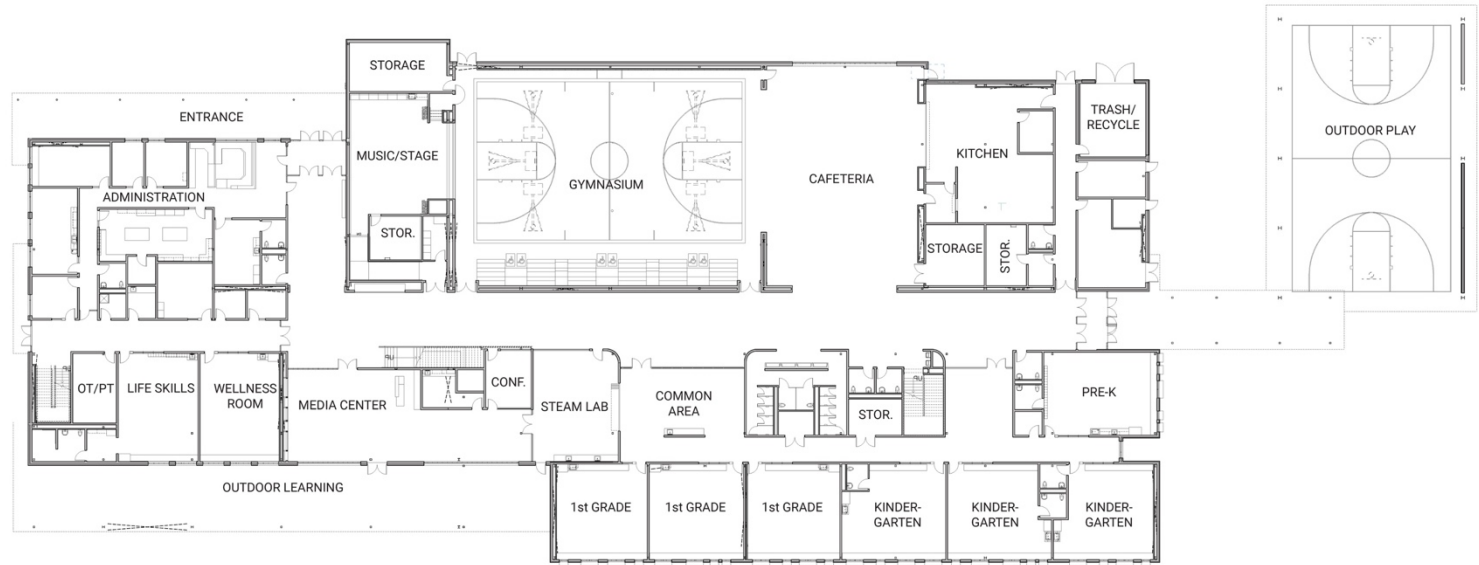 STORAGE
ENTRANCE
TRASH/
RECYCLE
OUTDOOR PLAY
MUSIC/STAGE
KITCHEN
GYMNASIUM
CAFETERIA
ADMINISTRATION
STOR.
STORAGE
STOR.
OT/PT
LIFE SKILLS
WELLNESS
ROOM
MEDIA CENTER
CONF.
STEAM LAB
COMMON
AREA
STOR.
PRE-K
OUTDOOR LEARNING
1st GRADE
1st GRADE
1st GRADE
KINDER-
GARTEN
KINDER-
GARTEN
KINDER-
GARTEN